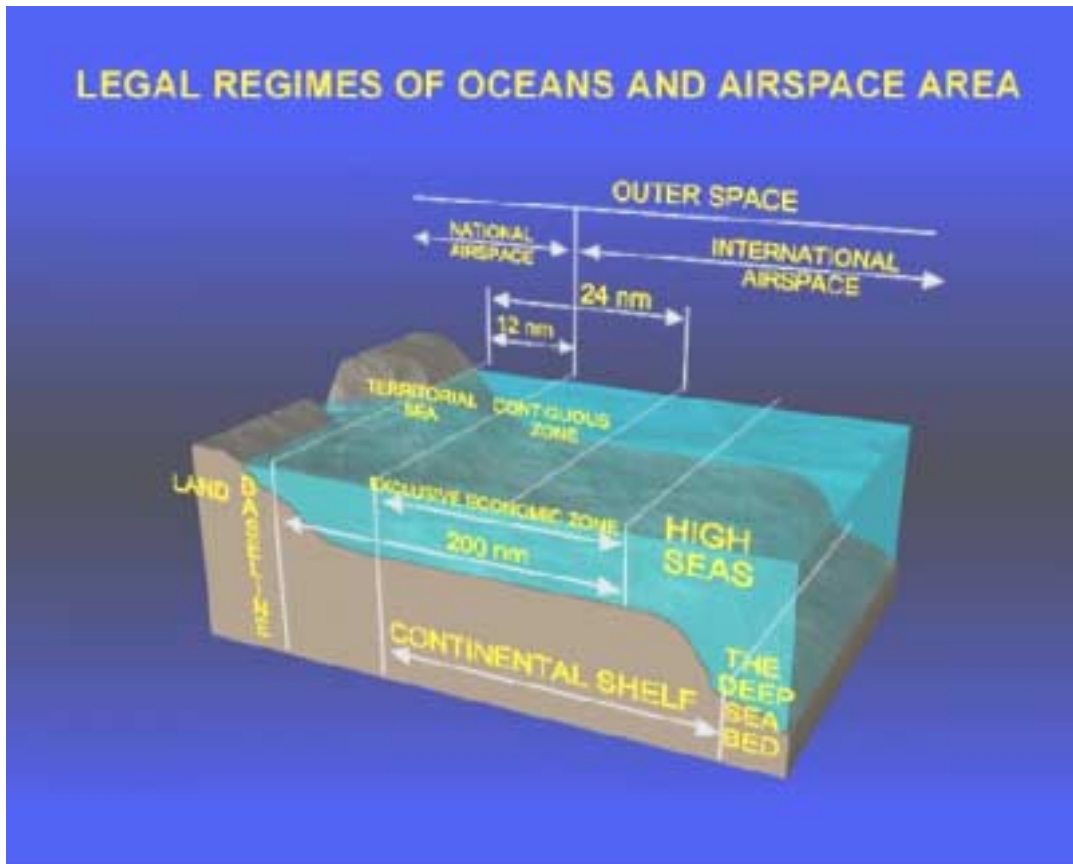 LEGAL REGIMES OF OCEANS AND AIRSPACE AREA
OUTER SPACE
NATIONAL
AIRSPACE
INTERNATIONAL
AIRSPACE
24 nm
12 nm
TERRITORIAL
SEA
CONTIGUOUS
ZONE
LAND
BASELINE
EXCLUSIVE ECONOMIC ZONE
200 nm
HIGH
SEAS
CONTINENTAL SHELF
THE
DEEP
SEA
BED